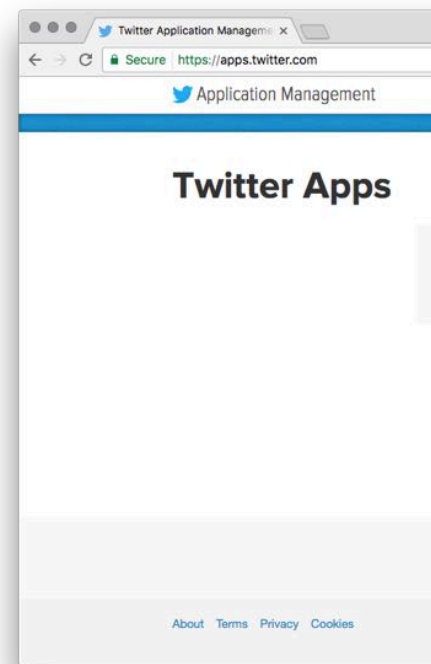 Twitter Application Manageme
Secure https://apps.twitter.com
Application Management
Twitter Apps
About Terms Privacy Cookies